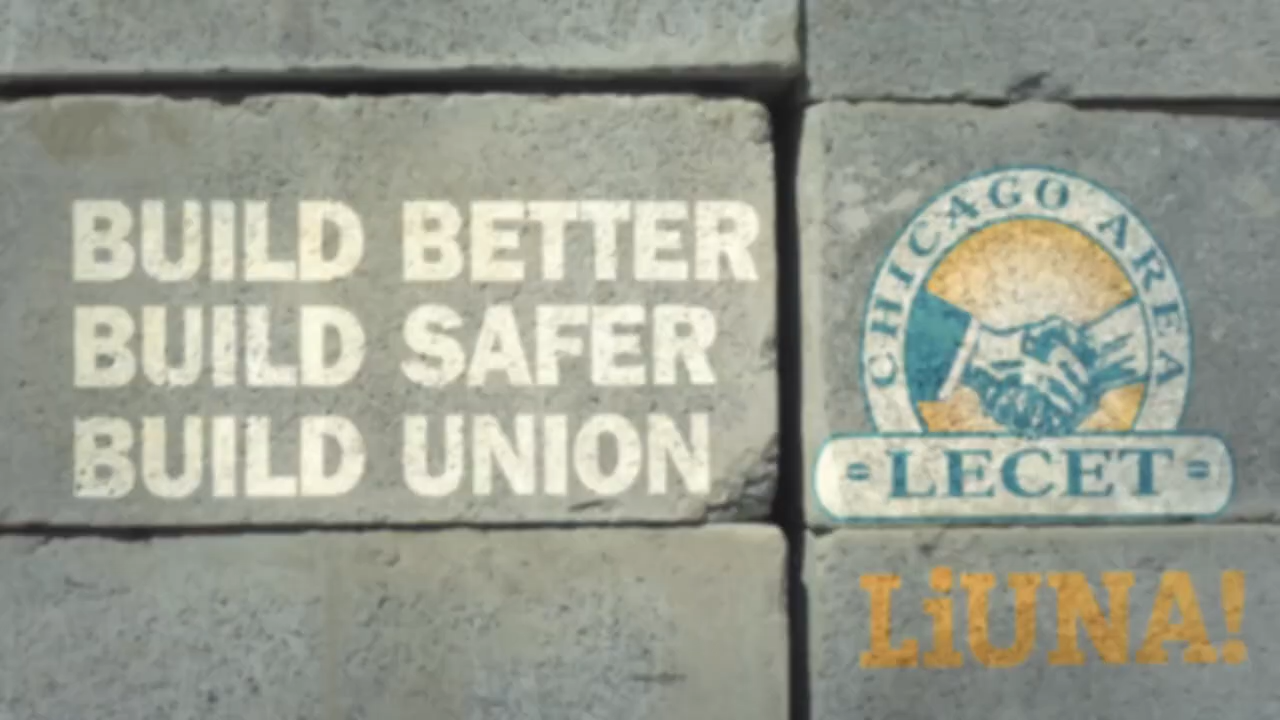 BUILD BETTER
BUILD SAFER
BUILD UNION
CHICAGO AREA
LECET
LiUNA!